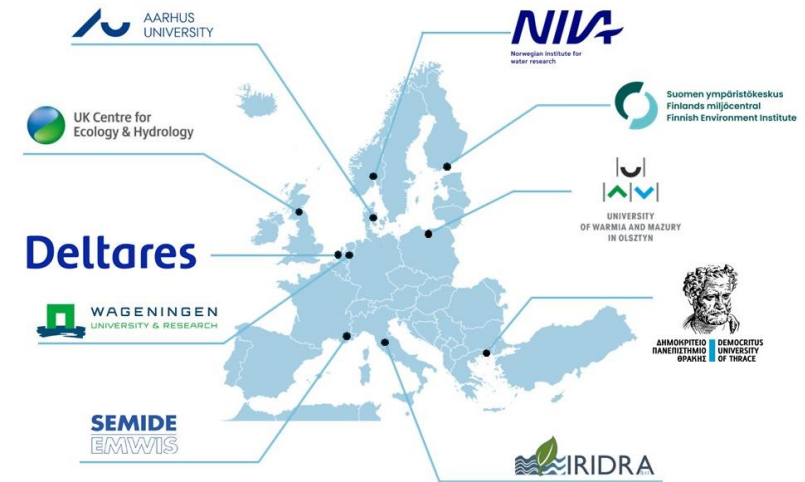 AARHUS
UNIVERSITY
NIVA
Norwegian institute for
water research
Suomen ympäristökeskus
Finlands miljöcentral
Finnish Environment Institute
UK Centre for
Ecology & Hydrology
UNIVERSITY
OF WARMIA AND MAZURY
IN OLSZTYN
Deltares
WAGENINGEN
UNIVERSITY & RESEARCH
ΔΗΜΟΚΡΙΤΕΙΟ
ΠΑΝΕΠΙΣΤΗΜΙΟ
ΘΡΑΚΗΣ
DEMOCRITUS
UNIVERSITY
OF THRACE
SEMIDE
EMWIS
IRIDRA